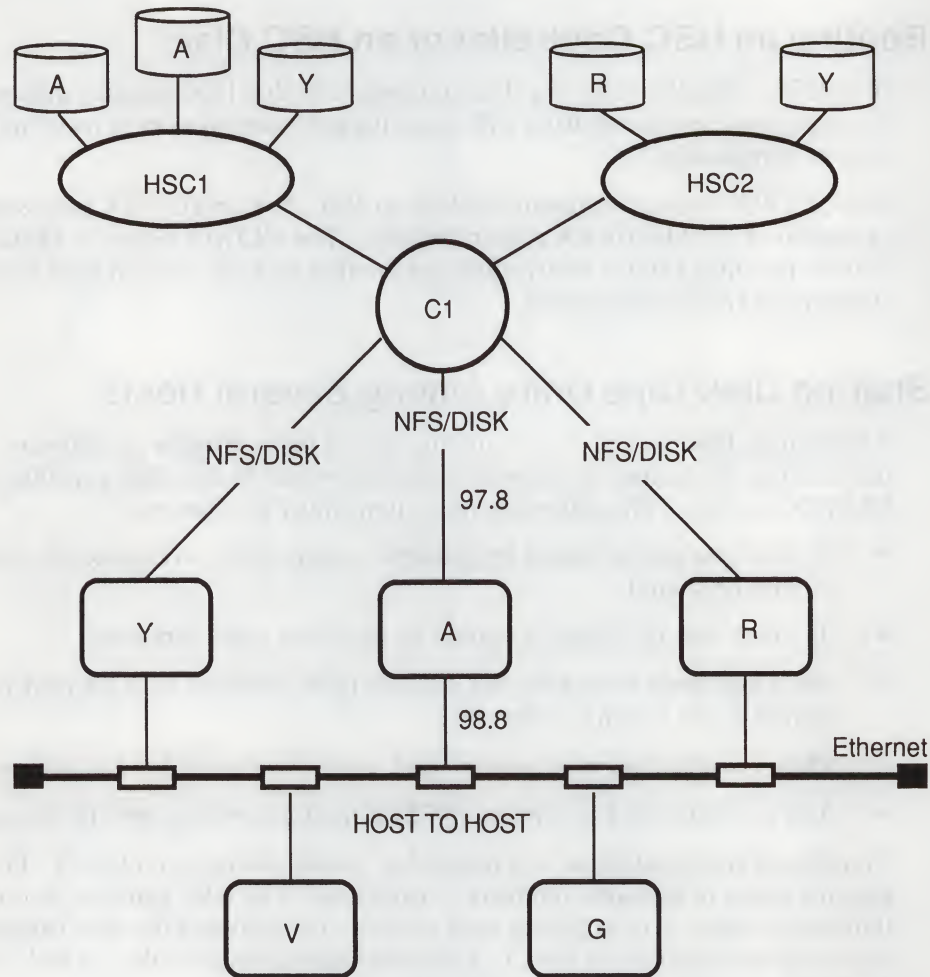 A
A
Y
R
Y
HSC1
HSC2
C1
NFS/DISK
NFS/DISK
NFS/DISK
97.8
Y
A
R
98.8
Ethernet
HOST TO HOST
V
G